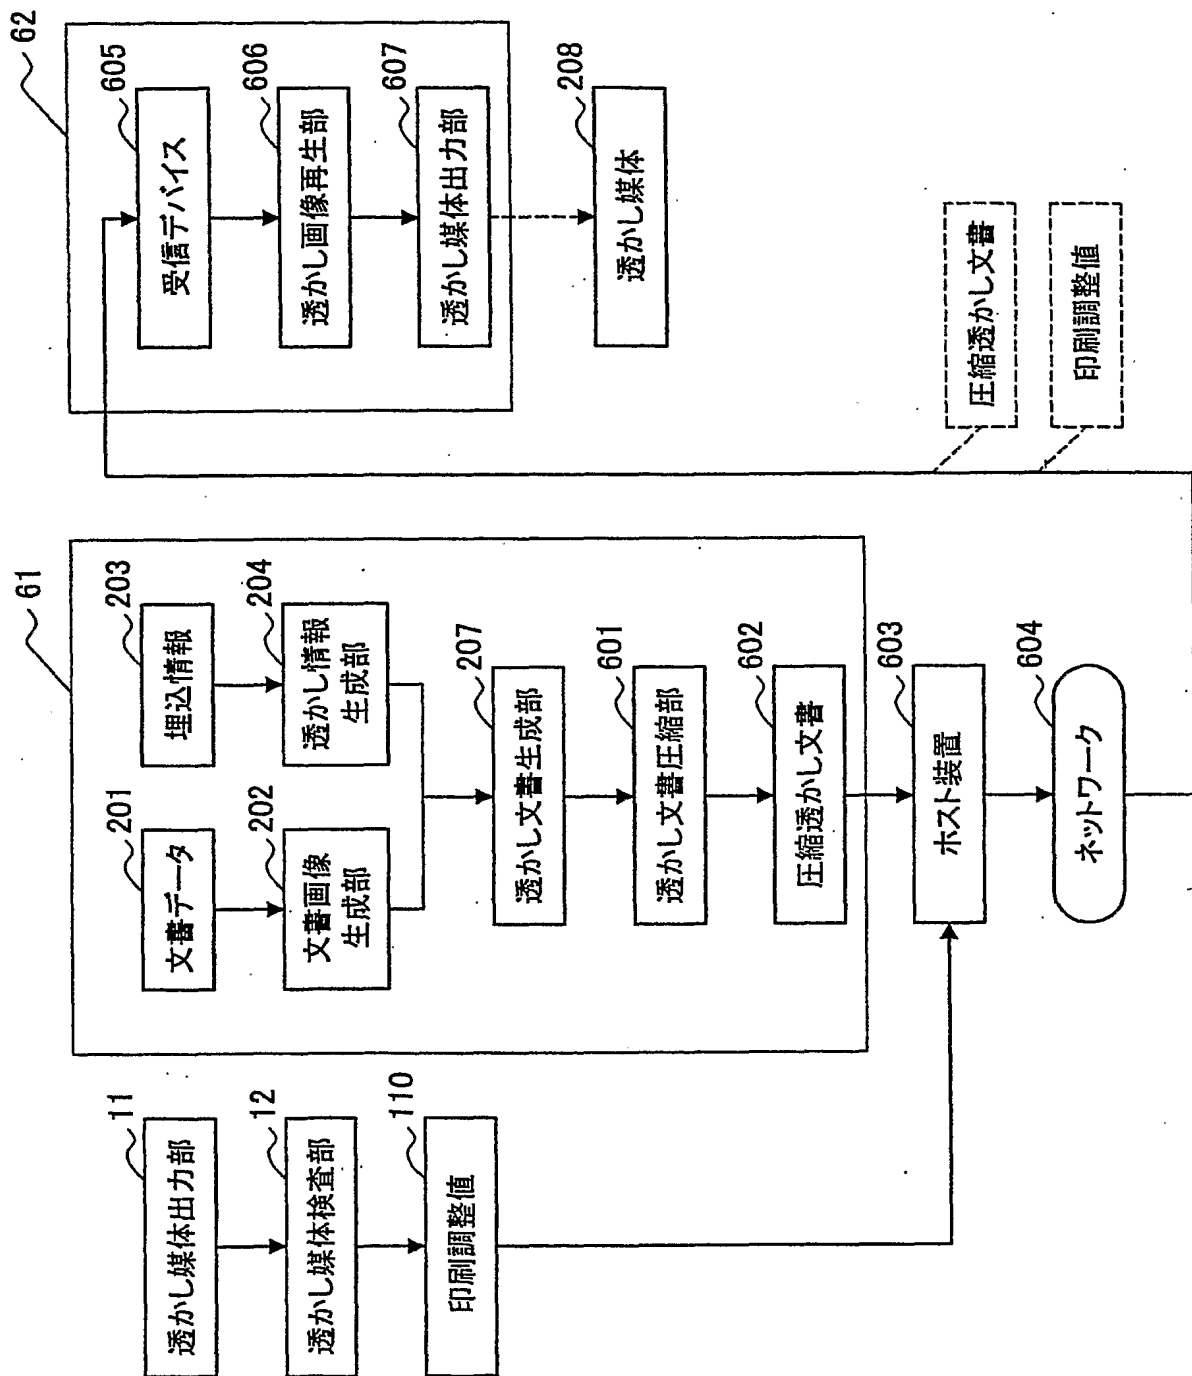 61
62
11
透かし媒体出力部
12
透かし媒体検査部
110
印刷調整値
201
文書データ
202
文書画像
生成部
203
埋込情報
204
透かし情報
生成部
207
透かし文書生成部
601
透かし文書圧縮部
602
圧縮透かし文書
603
ホスト装置
604
ネットワーク
605
受信デバイス
606
透かし画像再生部
607
透かし媒体出力部
208
透かし媒体
圧縮透かし文書
印刷調整値